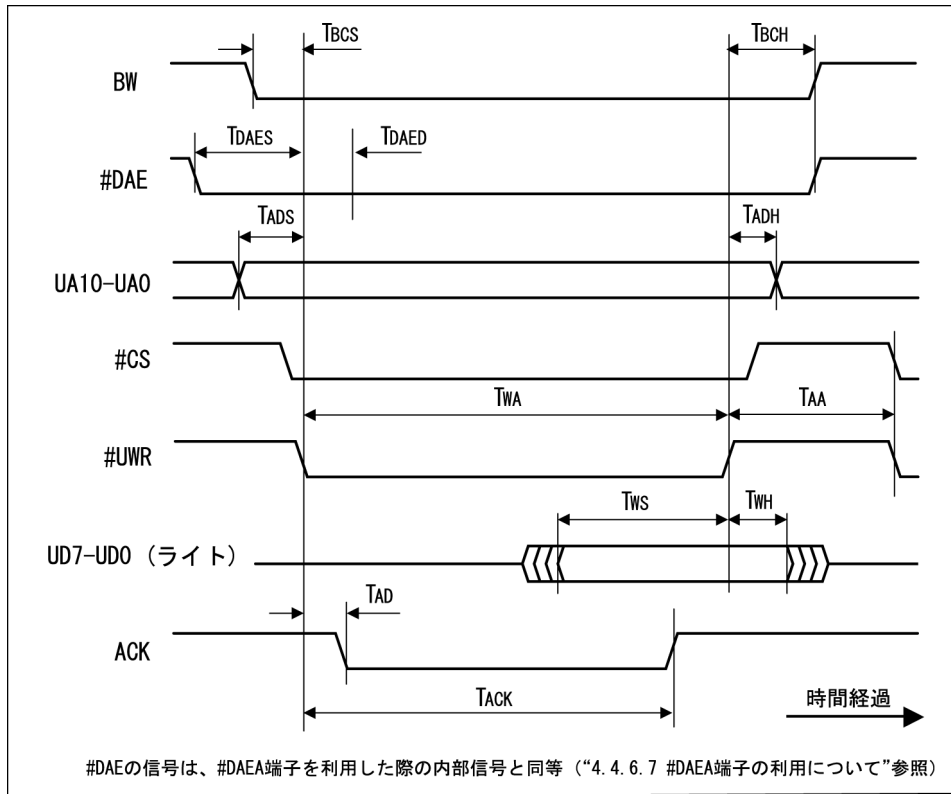 TBCS TBCH
BW
TDAES TDAED
#DAE
TADS TADH
UA10-UA0
#CS
TWA TAA
#UWR
TWS TWH
UD7-UD0 (ライト)
TAD
ACK
TACK 時間経過
#DAEの信号は、#DAEA端子を利用した際の内部信号と同等 (“4.4.6.7 #DAEA端子の利用について”参照)